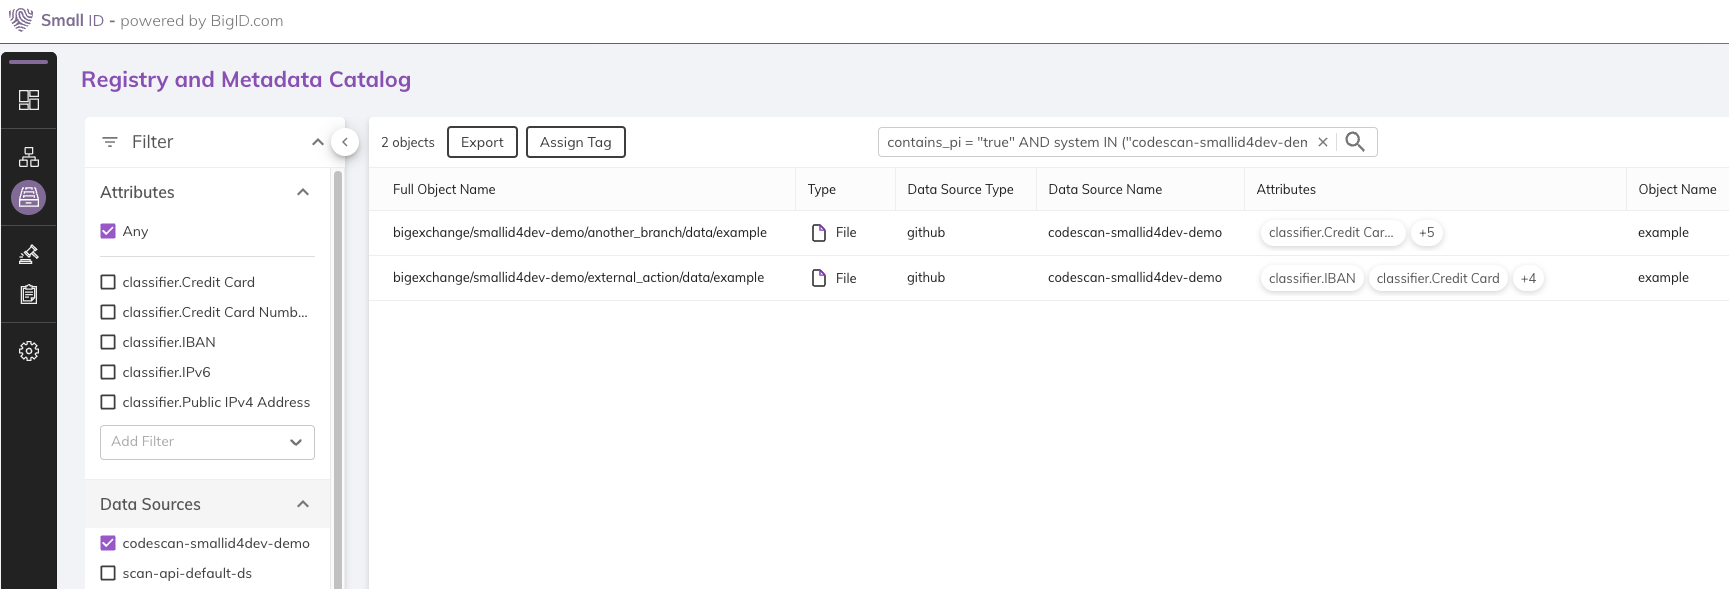 Small ID - powered by BigID.com
Registry and Metadata Catalog
Filter
Attributes
Any
classifier.Credit Card
classifier.Credit Card Numb...
classifier.IBAN
classifier.IPv6
classifier.Public IPv4 Address
Add Filter
Data Sources
codescan-smallid4dev-demo
scan-api-default-ds
2 objects Export Assign Tag contains_pi = "true" AND system IN ("codescan-smallid4dev-den
Full Object Name Type Data Source Type Data Source Name Attributes Object Name
bigexchange/smallid4dev-demo/another_branch/data/example File github codescan-smallid4dev-demo classifier.Credit Car... +5 example
bigexchange/smallid4dev-demo/external_action/data/example File github codescan-smallid4dev-demo classifier.IBAN classifier.Credit Card +4 example